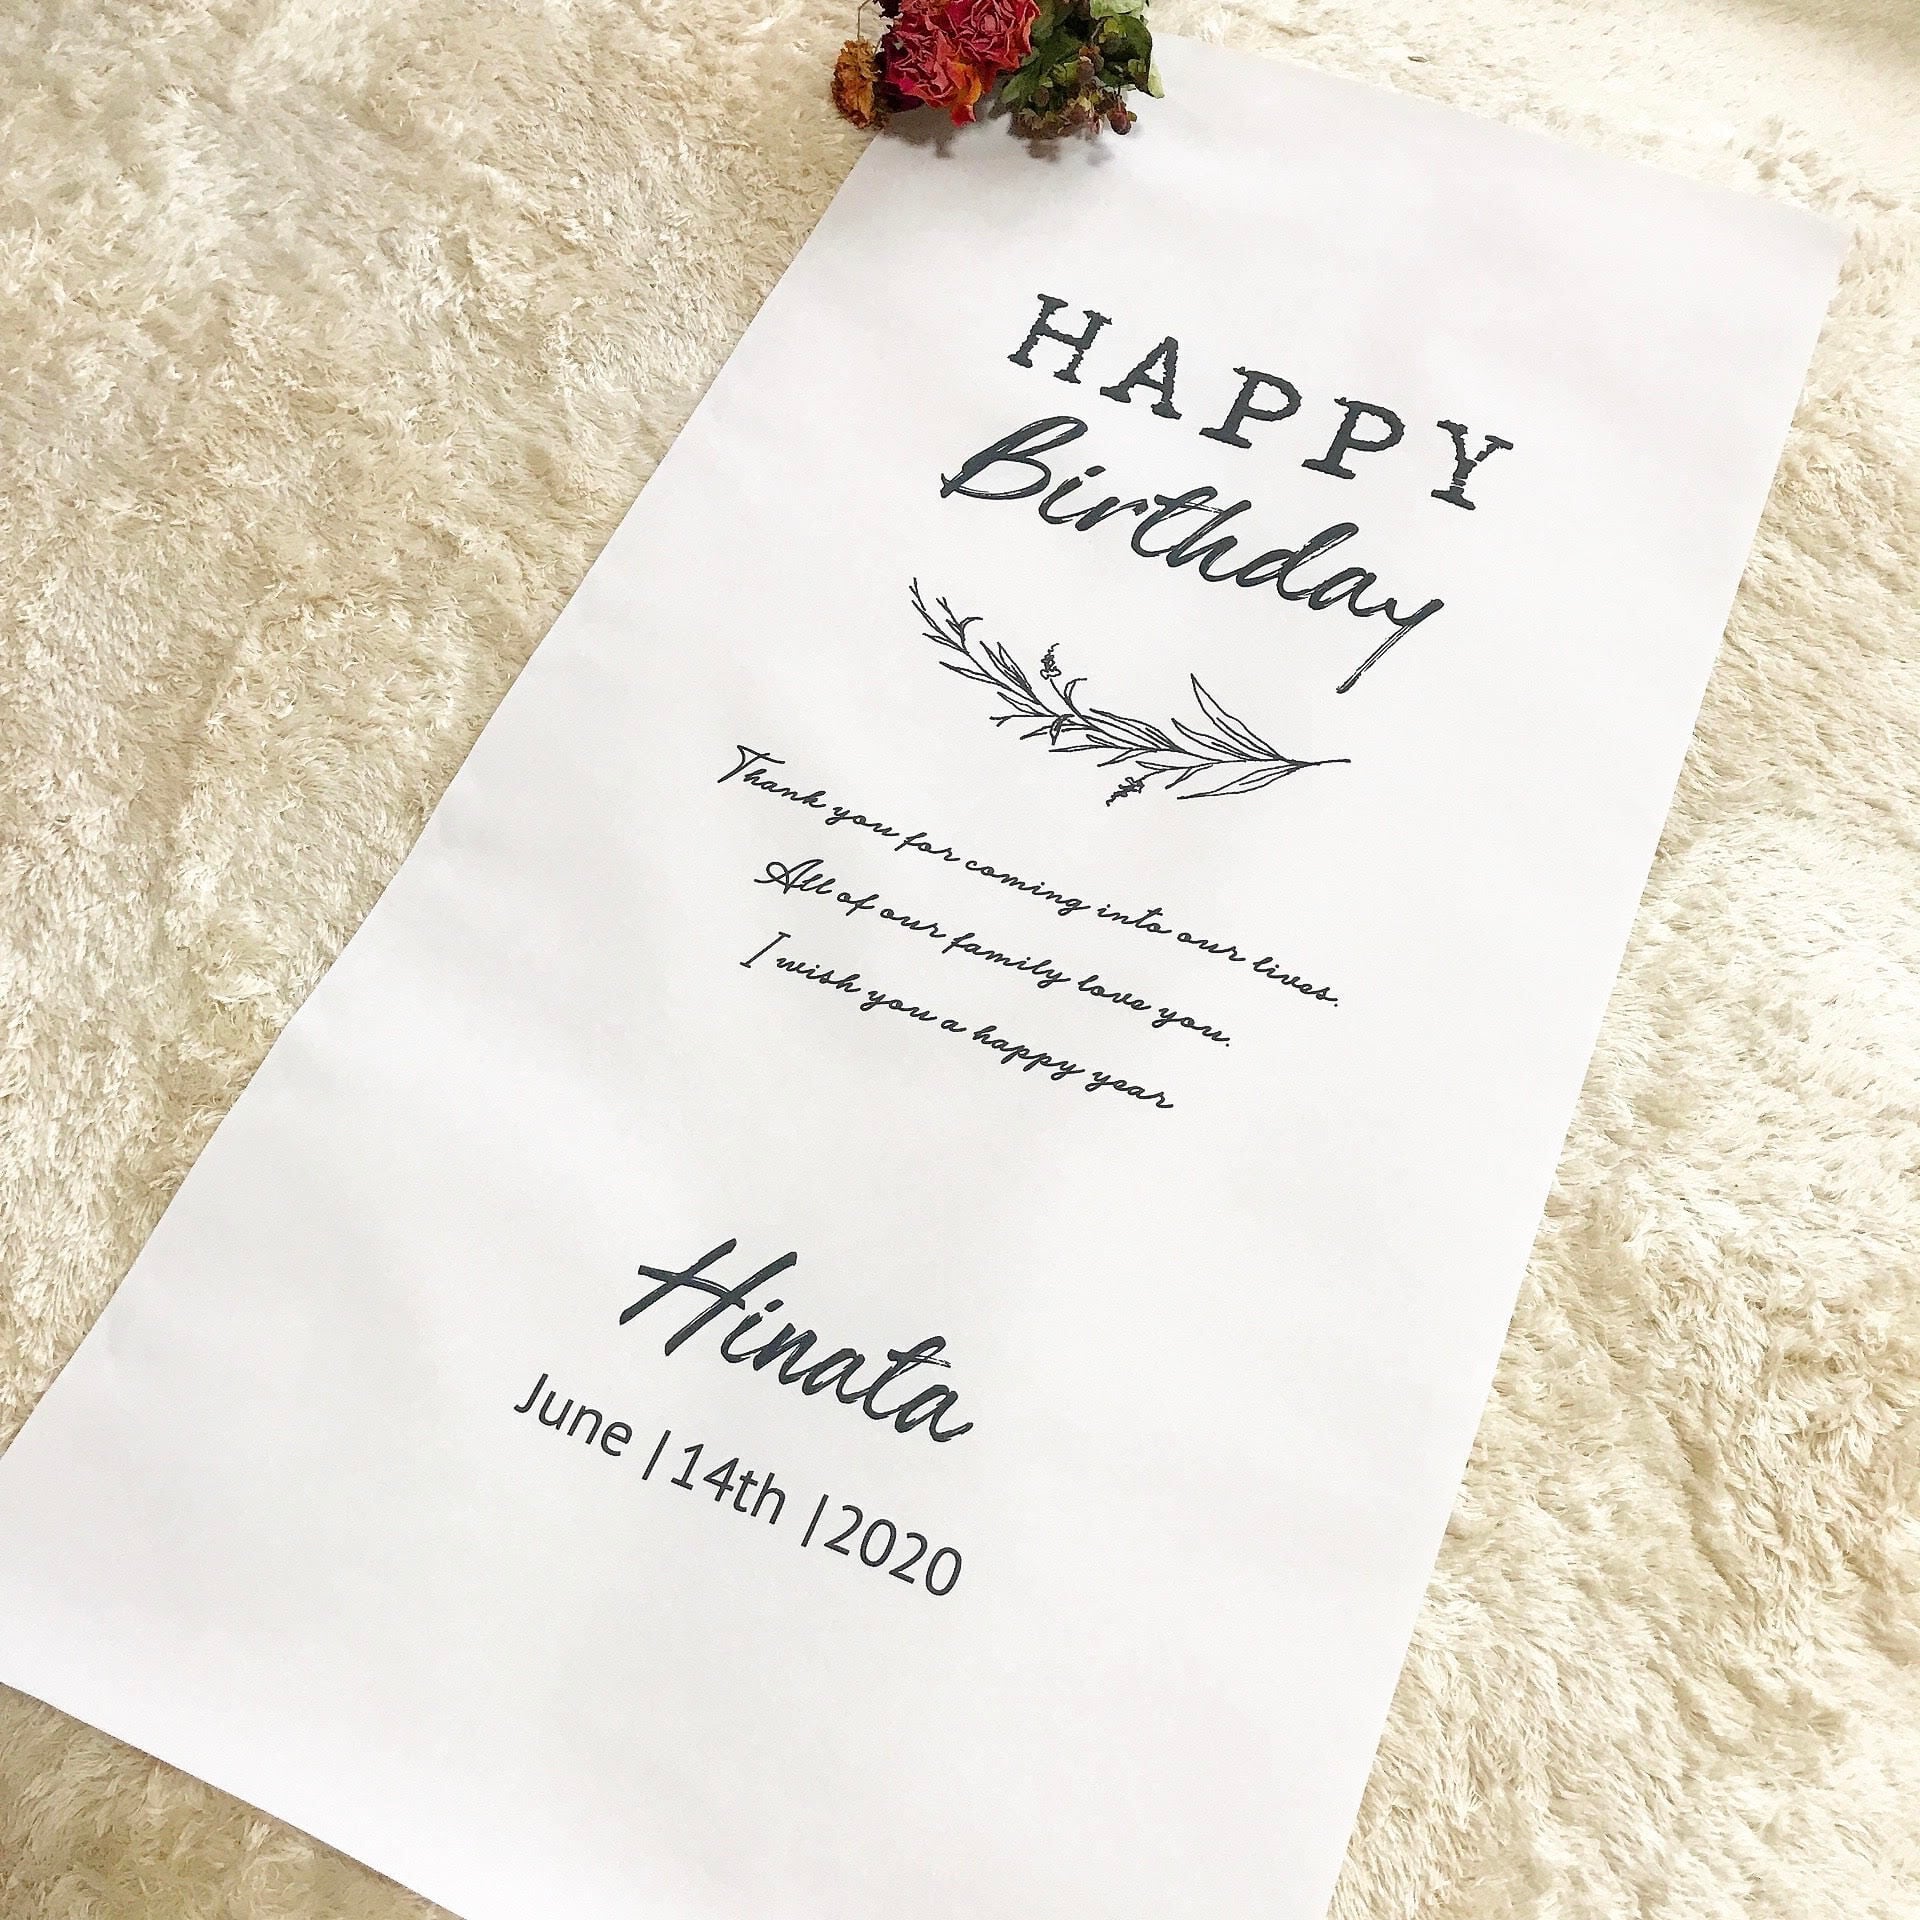 HAPPY
Birthday
Thank you for coming into our lives.
All of our family love you.
I wish you a happy year
Hinata
June | 14th | 2020